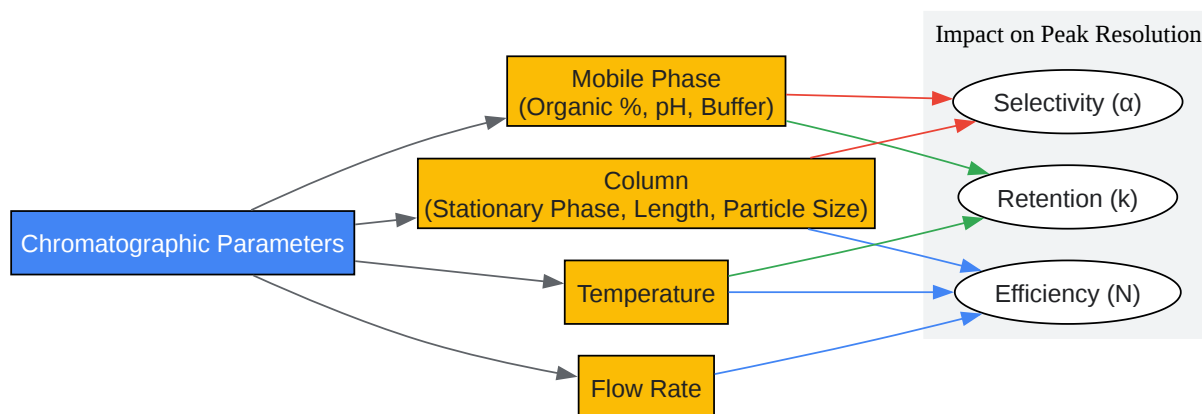 Impact on Peak Resolution
Mobile Phase
(Organic %, pH, Buffer)
Selectivity (α)
Column
(Stationary Phase, Length, Particle Size)
Retention (k)
Chromatographic Parameters
Temperature
Efficiency (N)
Flow Rate